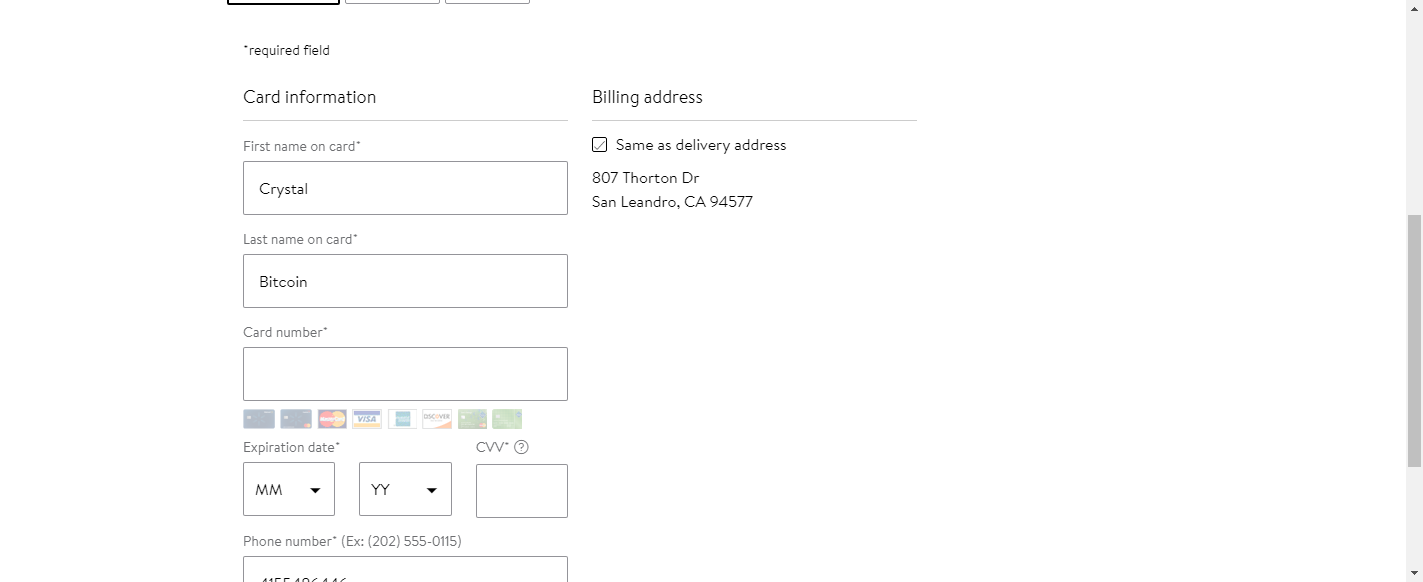 *required field
Card information
First name on card*
Crystal
Last name on card*
Bitcoin
Card number*
VISA
DISCOVER
Expiration date*
CVV* ?
MM
YY
Phone number* (Ex: (202) 555-0115)
Billing address
Same as delivery address
807 Thorton Dr
San Leandro, CA 94577